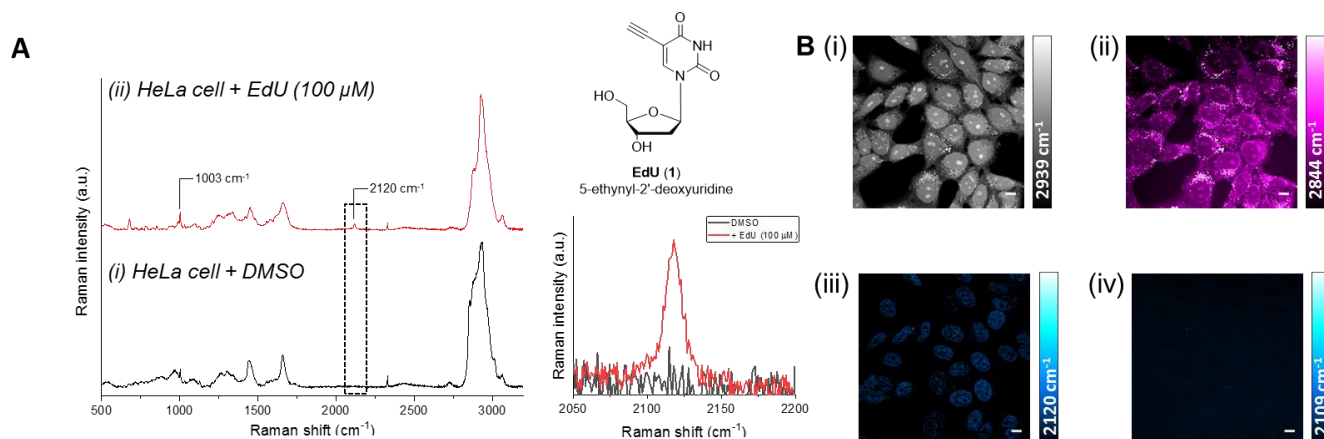 A
(ii) HeLa cell + EdU (100 µM)
1003 cm-1
2120 cm-1
(i) HeLa cell + DMSO
Raman intensity (a.u.)
500 1000 1500 2000 2500 3000
Raman shift (cm-1)
O
NH
N
O
HO
O
OH
EdU (1)
5-ethynyl-2'-deoxyuridine
DMSO
+ EdU (100 µM)
Raman intensity (a.u.)
2050 2100 2150 2200
Raman shift (cm-1)
B (i)
2939 cm-1
(ii)
2844 cm-1
(iii)
2120 cm-1
(iv)
2109 cm-1